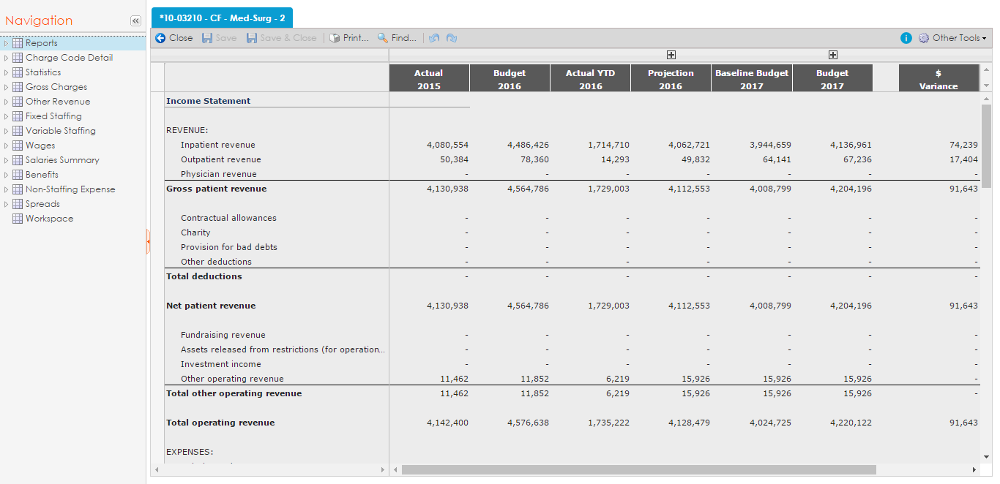 Navigation
Reports
Charge Code Detail
Statistics
Gross Charges
Other Revenue
Fixed Staffing
Variable Staffing
Wages
Salaries Summary
Benefits
Non-Staffing Expense
Spreads
Workspace
*10-03210 - CF - Med-Surg - 2
Close Save Save & Close Print... Find... Other Tools
Actual Budget Actual YTD Projection Baseline Budget Budget $
2015 2016 2016 2016 2017 2017 Variance
Income Statement
REVENUE:
Inpatient revenue 4,080,554 4,486,426 1,714,710 4,062,721 3,944,659 4,136,961 74,239
Outpatient revenue 50,384 78,360 14,293 49,832 64,141 67,236 17,404
Physician revenue - - - - - - -
Gross patient revenue 4,130,938 4,564,786 1,729,003 4,112,553 4,008,799 4,204,196 91,643
Contractual allowances - - - - - - -
Charity - - - - - - -
Provision for bad debts - - - - - - -
Other deductions - - - - - - -
Total deductions - - - - - - -
Net patient revenue 4,130,938 4,564,786 1,729,003 4,112,553 4,008,799 4,204,196 91,643
Fundraising revenue - - - - - - -
Assets released from restrictions (for operation... - - - - - - -
Investment income - - - - - - -
Other operating revenue 11,462 11,852 6,219 15,926 15,926 15,926 -
Total other operating revenue 11,462 11,852 6,219 15,926 15,926 15,926 -
Total operating revenue 4,142,400 4,576,638 1,735,222 4,128,479 4,024,725 4,220,122 91,643
EXPENSES: